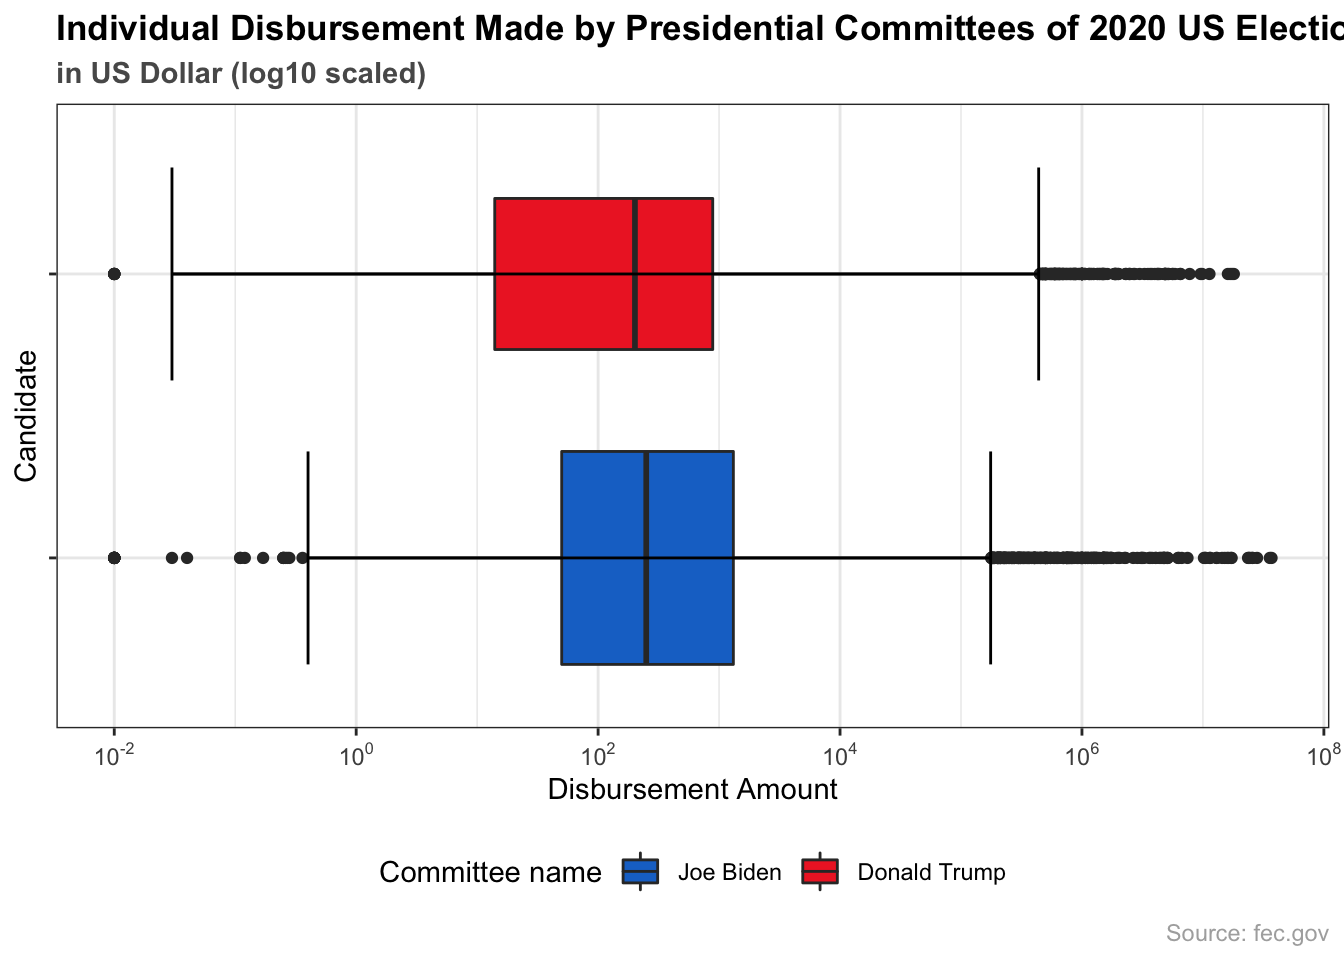 Individual Disbursement Made by Presidential Committees of 2020 US Electio
in US Dollar (log10 scaled)
Candidate
10⁻² 10⁰ 10² 10⁴ 10⁶ 10⁸
Disbursement Amount
Committee name Joe Biden Donald Trump
Source: fec.gov